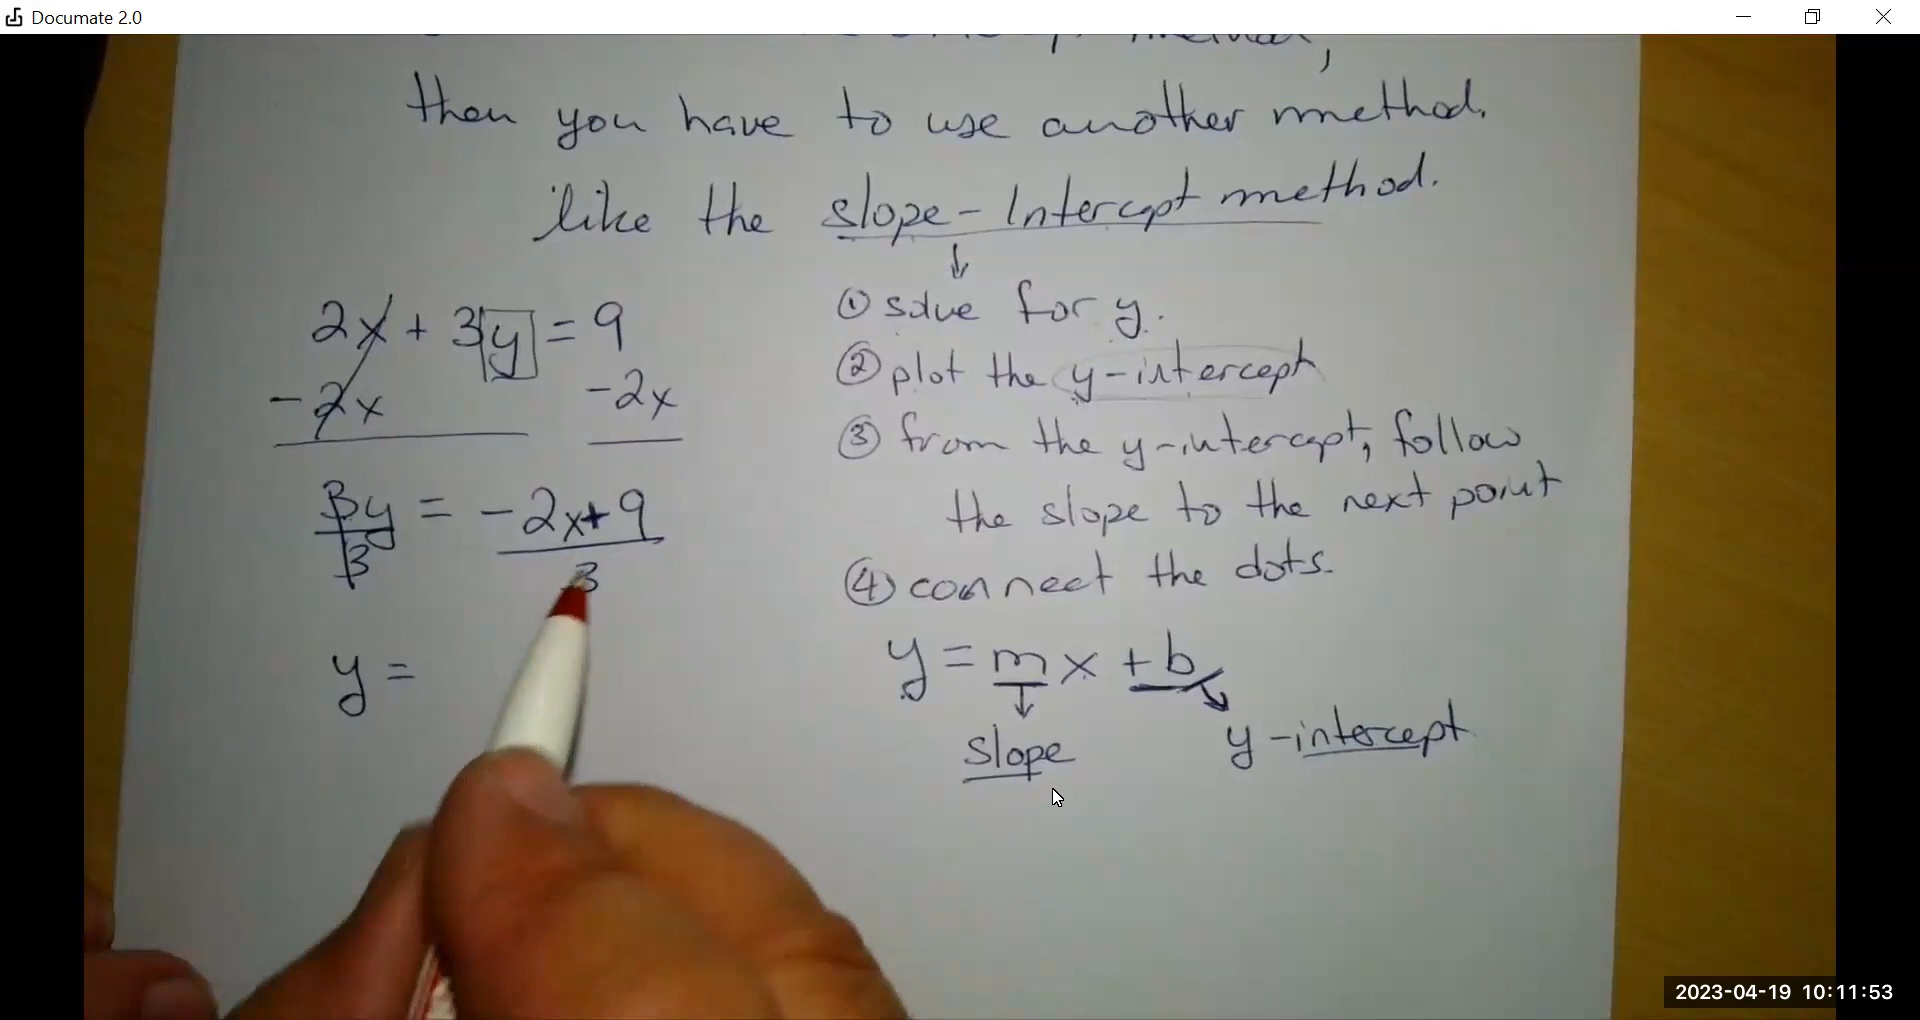 Documate 2.0
then you have to use another method.
like the slope-Intercept method.
2x + 3y = 9
-2x -2x
3y = -2x+9
3 3
y =
① solve for y.
② plot the y-intercept
③ from the y-intercept, follow
the slope to the next point
④ connect the dots.
y = mx +b
slope y-intercept
2023-04-19 10:11:53